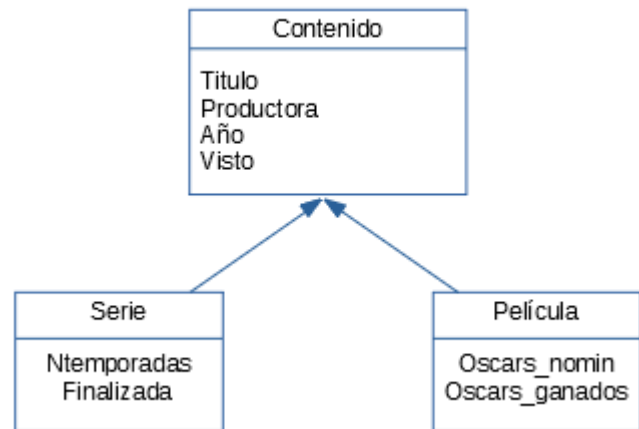 Contenido
Titulo
Productora
Año
Visto
Serie
Ntemporadas
Finalizada
Película
Oscars_nomin
Oscars_ganados